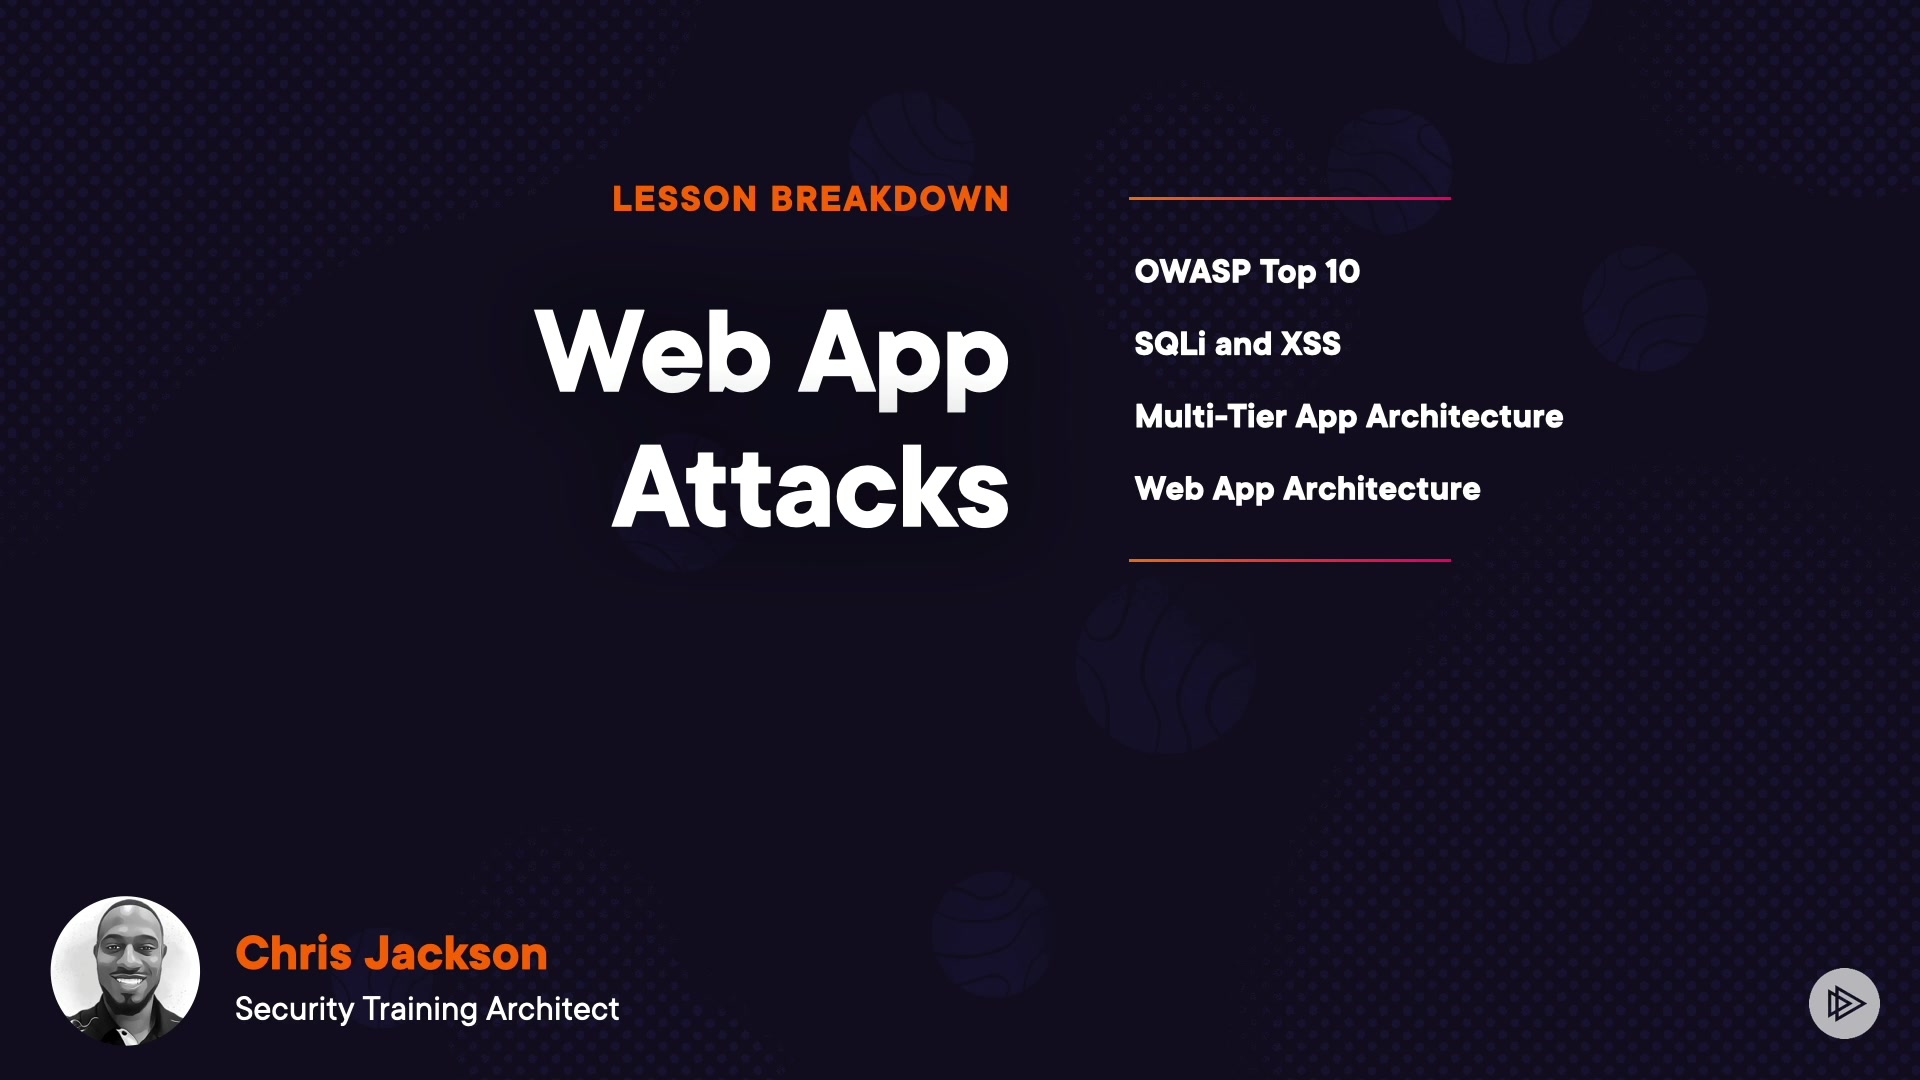 LESSON BREAKDOWN
Web App
Attacks
OWASP Top 10
SQLi and XSS
Multi-Tier App Architecture
Web App Architecture
Chris Jackson
Security Training Architect